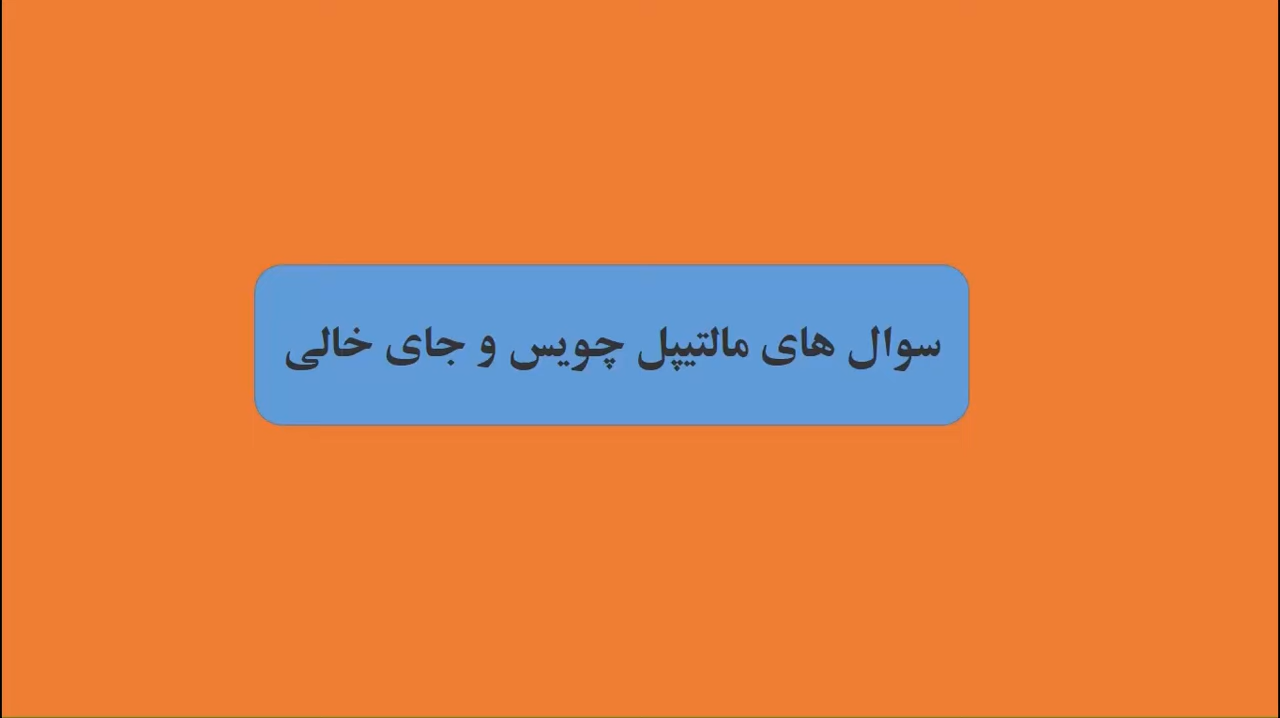 سوال های مالتیپل چویس و جای خالی